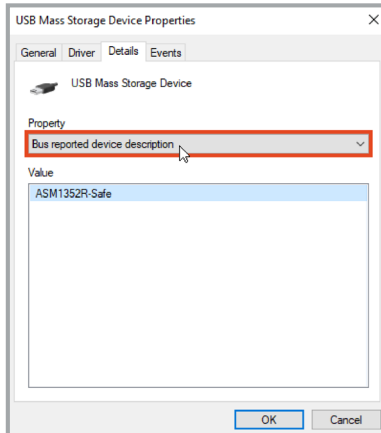 USB Mass Storage Device Properties
General Driver Details Events
USB Mass Storage Device
Property
Bus reported device description
Value
ASM1352R-Safe
OK Cancel